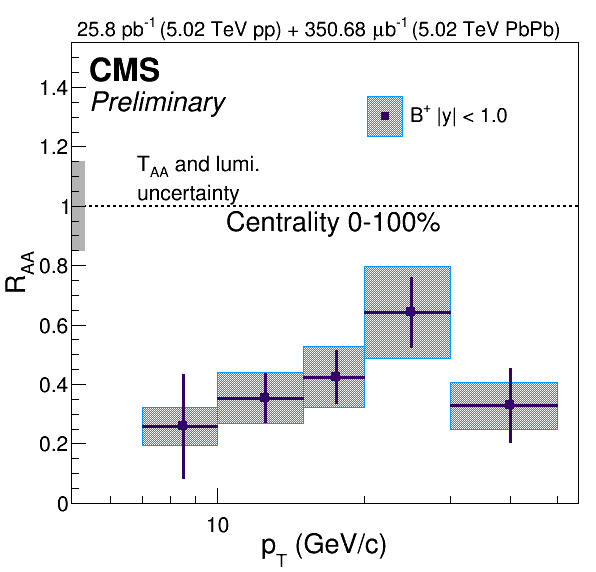 25.8 pb⁻¹ (5.02 TeV pp) + 350.68 μb⁻¹ (5.02 TeV PbPb)
CMS
Preliminary
B⁺ |y| < 1.0
T_AA and lumi.
uncertainty
Centrality 0-100%
R_AA
1.4
1.2
1
0.8
0.6
0.4
0.2
0
10
p_T (GeV/c)